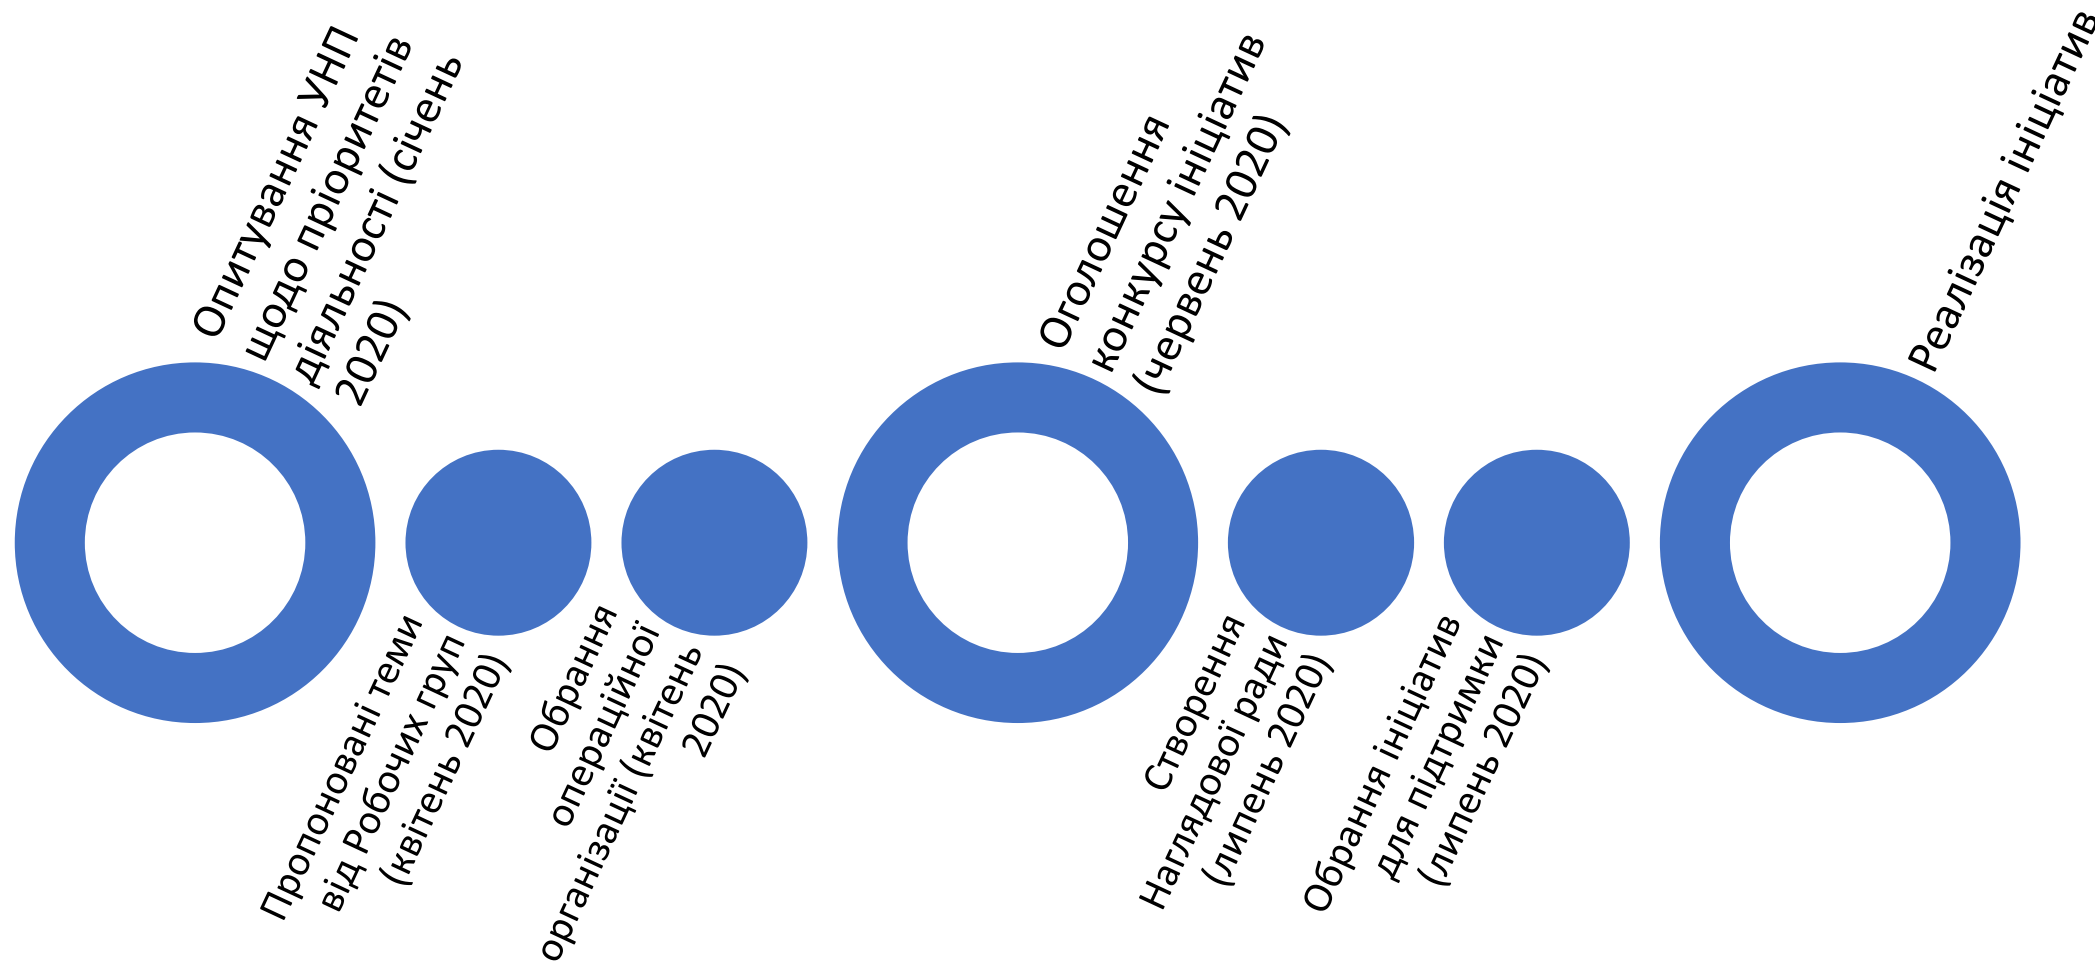 Опитування УНП
щодо пріоритетів
діяльності (січень
2020)
Пропоновані теми
від Робочих груп
(квітень 2020)
Обрання
операційної
організації (квітень
2020)
Оголошення
конкурсу ініціатив
(червень 2020)
Створення
Наглядової ради
(липень 2020)
Обрання ініціатив
для підтримки
(липень 2020)
Реалізація ініціатив